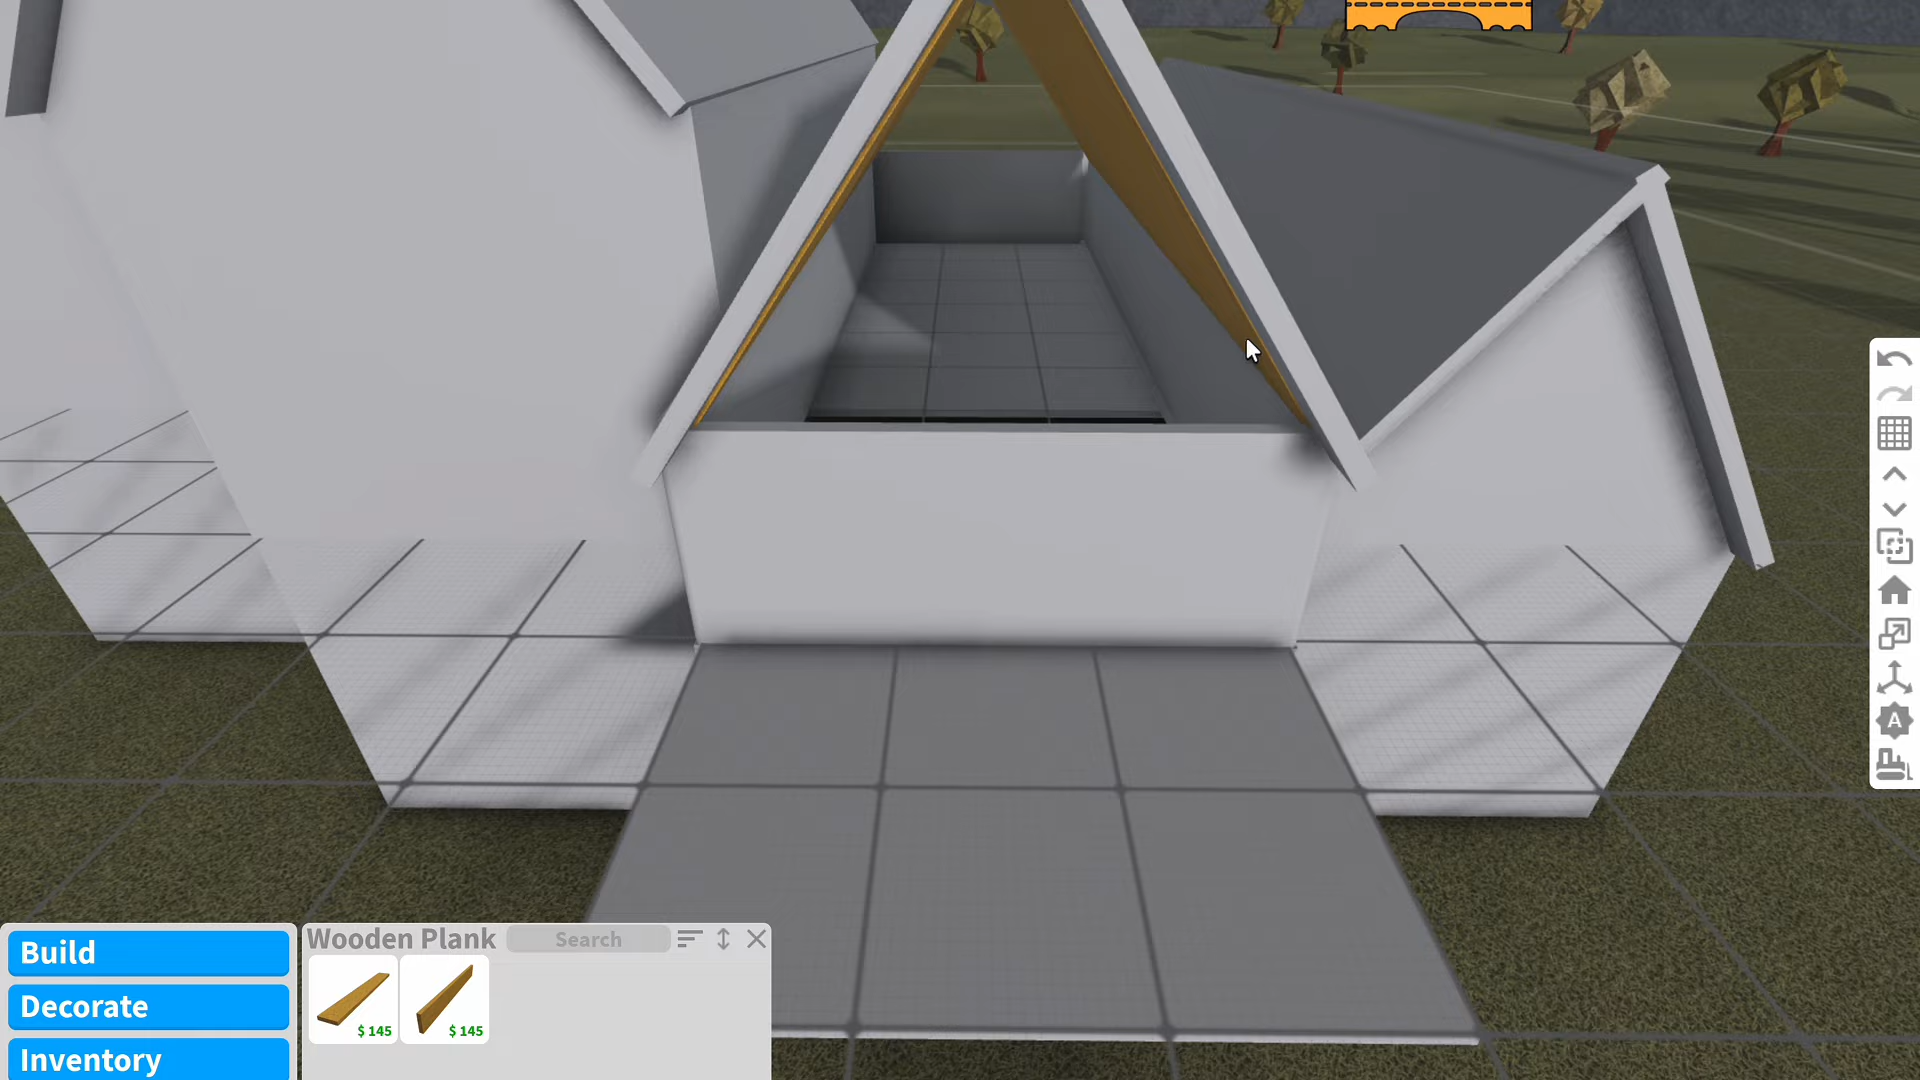 A
Wooden Plank
Search
$ 145
$ 145
Build
Decorate
Inventory